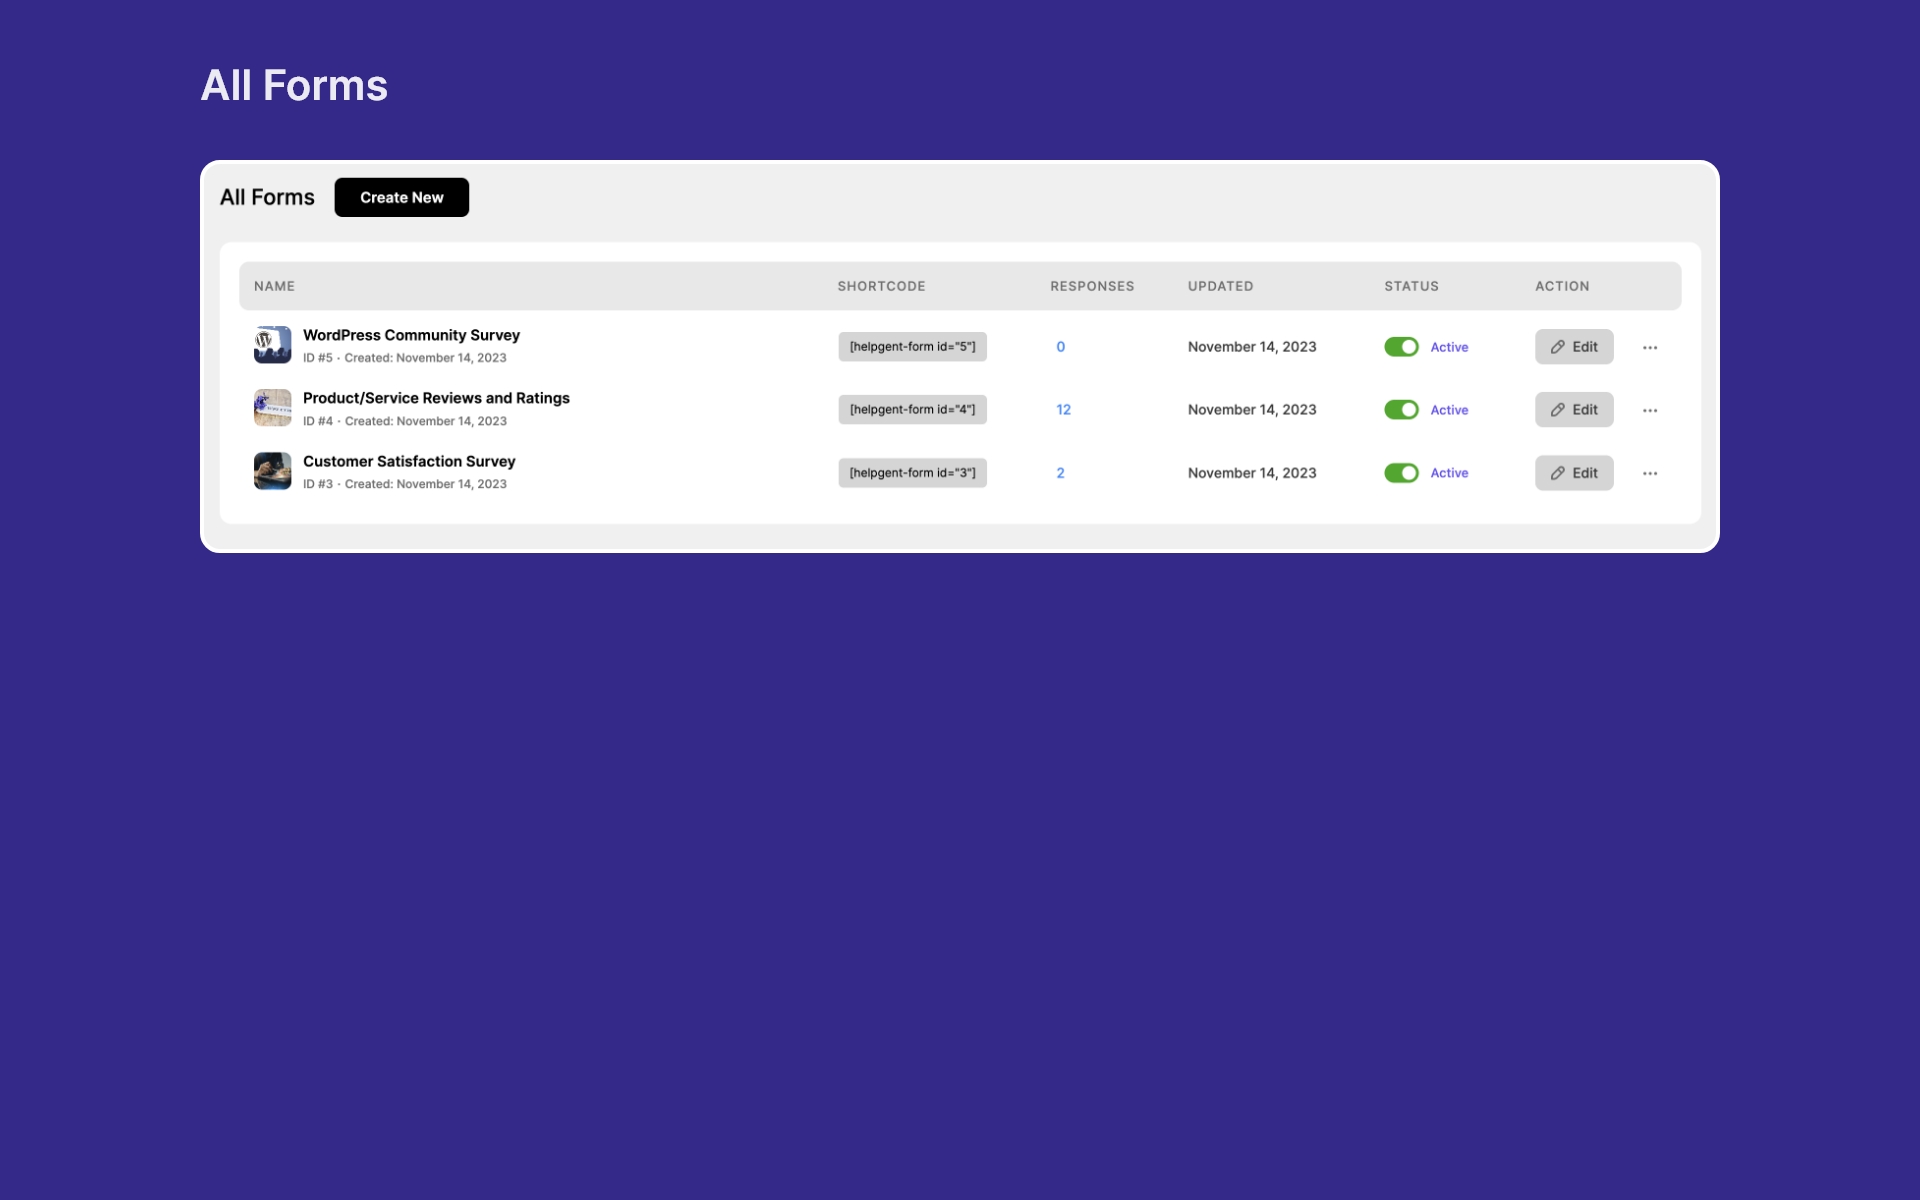 All Forms
All Forms Create New
NAME SHORTCODE RESPONSES UPDATED STATUS ACTION
WordPress Community Survey
ID #5 · Created: November 14, 2023
[helpgent-form id="5"] 0 November 14, 2023 Active Edit ...
Product/Service Reviews and Ratings
ID #4 · Created: November 14, 2023
[helpgent-form id="4"] 12 November 14, 2023 Active Edit ...
Customer Satisfaction Survey
ID #3 · Created: November 14, 2023
[helpgent-form id="3"] 2 November 14, 2023 Active Edit ...